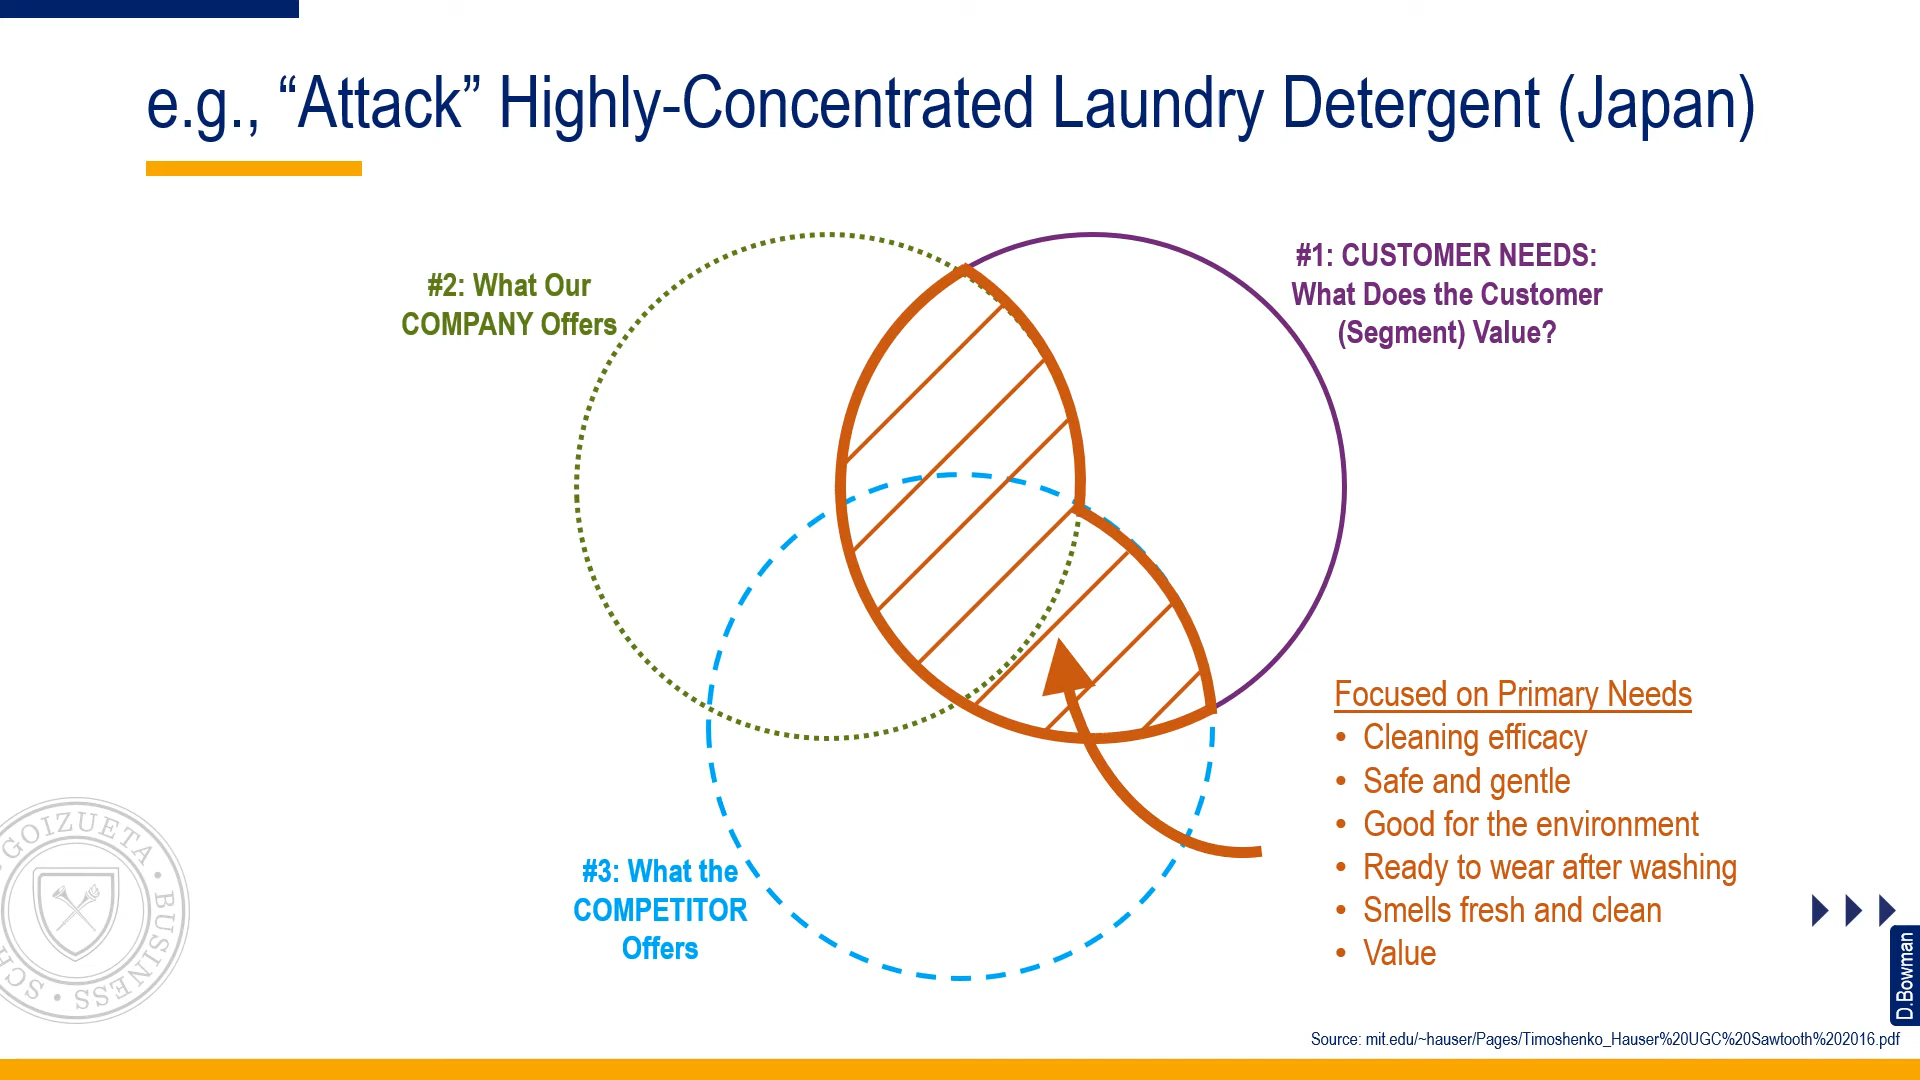 e.g., “Attack” Highly-Concentrated Laundry Detergent (Japan)
#2: What Our
COMPANY Offers
#1: CUSTOMER NEEDS:
What Does the Customer
(Segment) Value?
#3: What the
COMPETITOR
Offers
Focused on Primary Needs
• Cleaning efficacy
• Safe and gentle
• Good for the environment
• Ready to wear after washing
• Smells fresh and clean
• Value
GOIZUETA • BUSINESS • SCH
D.Bowman
Source: mit.edu/~hauser/Pages/Timoshenko_Hauser%20UGC%20Sawtooth%202016.pdf